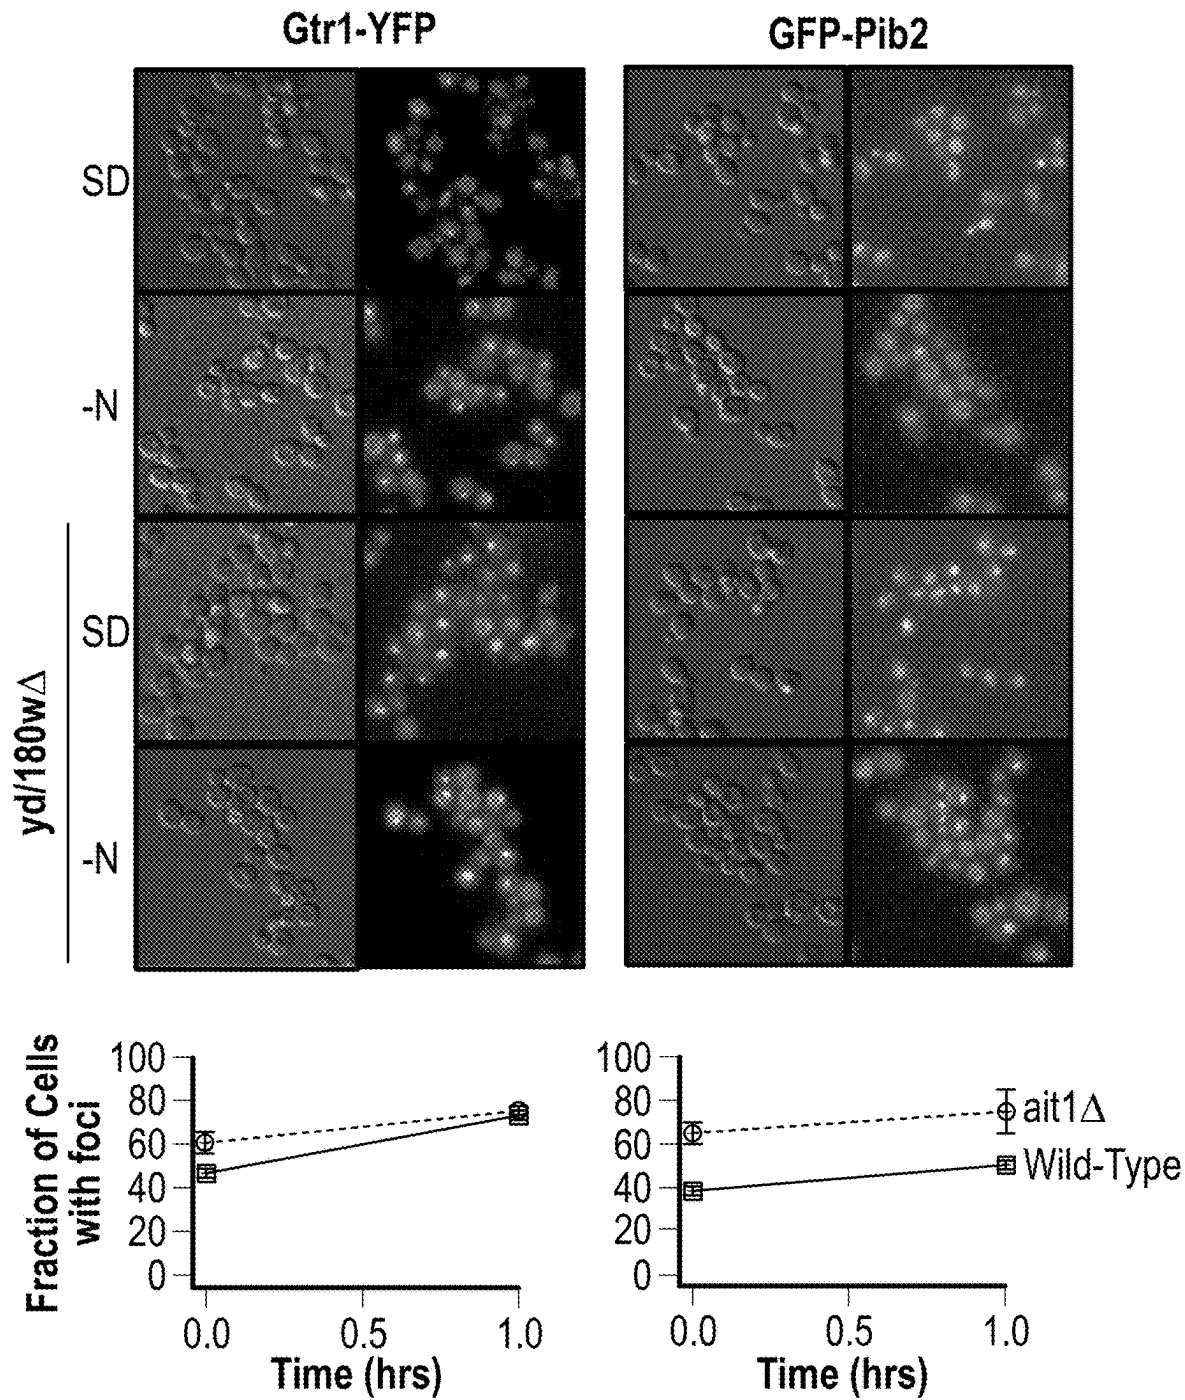 Gtr1-YFP
GFP-Pib2
SD
-N
SD
-N
yd/180wΔ
Fraction of Cells
with foci
100
80
60
40
20
0
0.0
0.5
1.0
Time (hrs)
100
80
60
40
20
0
0.0
0.5
1.0
Time (hrs)
ait1Δ
Wild-Type